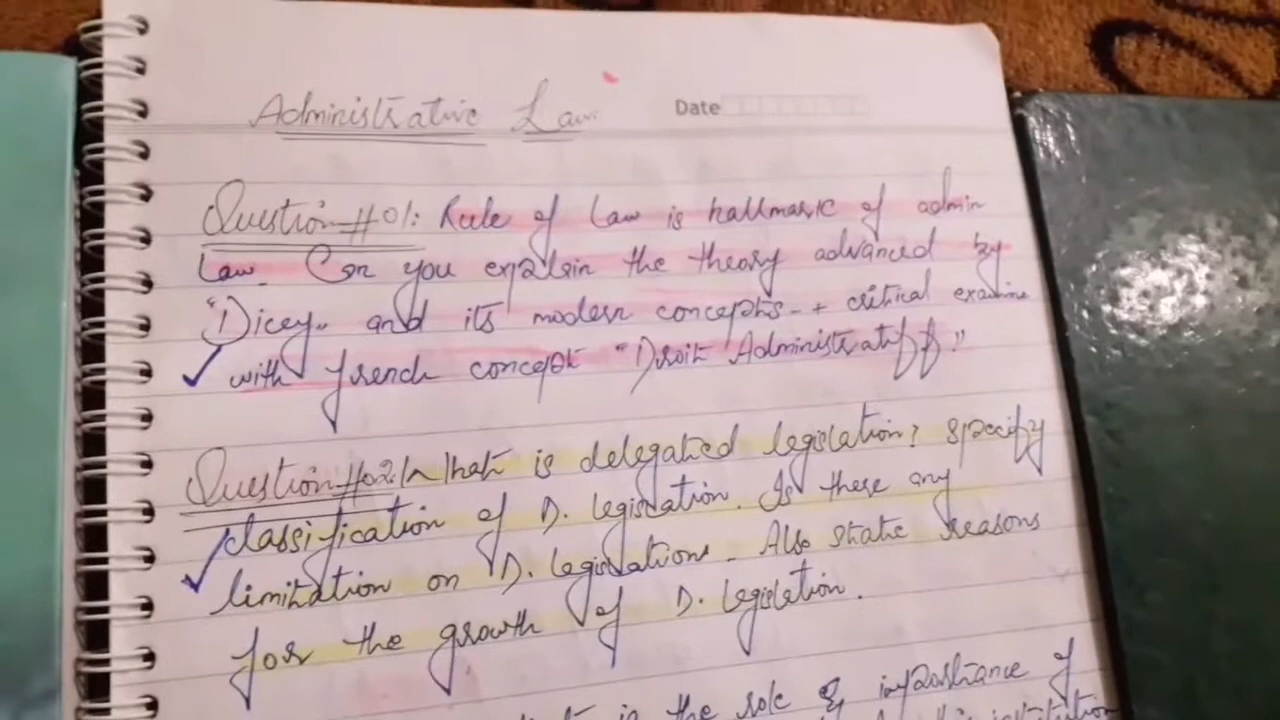 Administrative Law
Date
Question#01: Rule of Law is hallmark of admin
Law. Can you explain the theory advanced by
"Dicey" and its modern concepts + critical examine
with french concept "Droit Administratiff"
Question#02: What is delegated legislation? Specify
classification of D. legislation. Is there any
limitation on D. legislations. Also state reasons
for the growth of D. legislation.
is the role & importance of